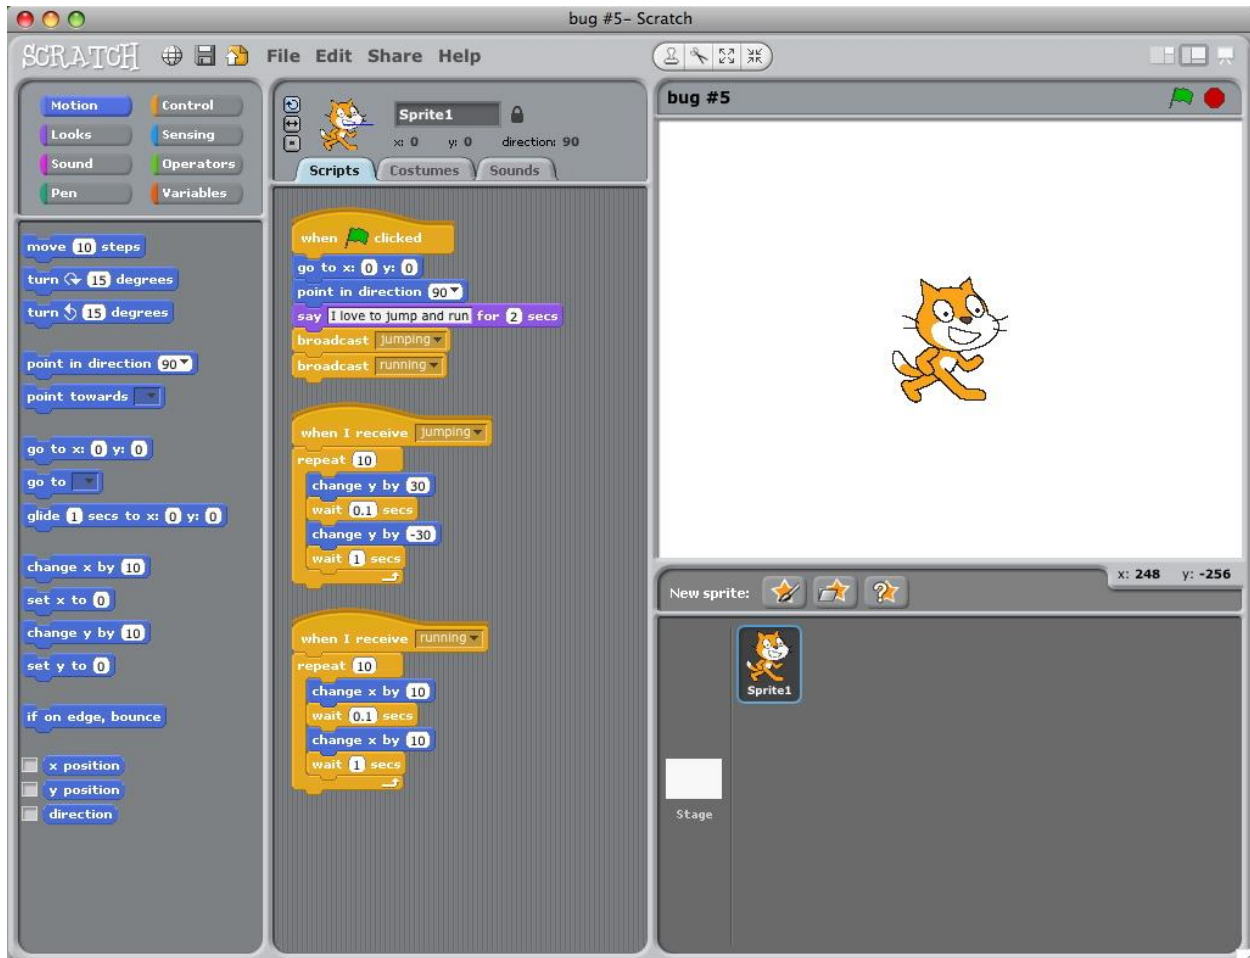 bug #5– Scratch
SCRATCH File Edit Share Help
Motion Control
Looks Sensing
Sound Operators
Pen Variables
move 10 steps
turn 15 degrees
turn 15 degrees
point in direction 90
point towards
go to x: 0 y: 0
go to
glide 1 secs to x: 0 y: 0
change x by 10
set x to 0
change y by 10
set y to 0
if on edge, bounce
x position
y position
direction
Sprite1
x: 0 y: 0 direction: 90
Scripts Costumes Sounds
when clicked
go to x: 0 y: 0
point in direction 90
say I love to jump and run for 2 secs
broadcast jumping
broadcast running
when I receive jumping
repeat 10
change y by 30
wait 0.1 secs
change y by -30
wait 1 secs
when I receive running
repeat 10
change x by 10
wait 0.1 secs
change x by 10
wait 1 secs
bug #5
x: 248 y: -256
New sprite:
Sprite1
Stage